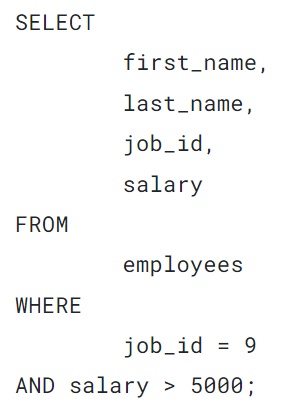 SELECT
first_name,
last_name,
job_id,
salary
FROM
employees
WHERE
job_id = 9
AND salary > 5000;